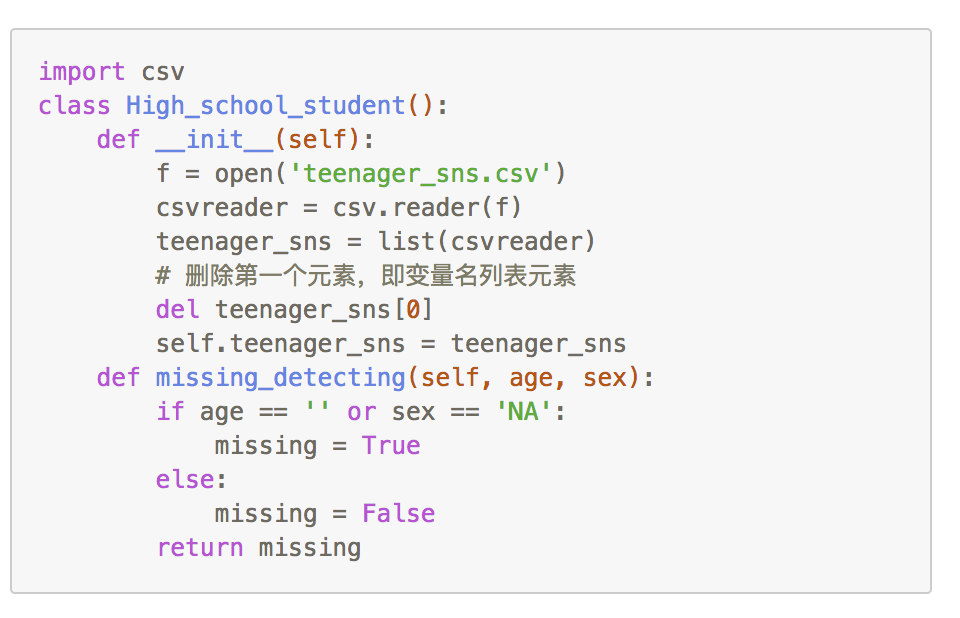 import csv
class High_school_student():
    def __init__(self):
        f = open('teenager_sns.csv')
        csvreader = csv.reader(f)
        teenager_sns = list(csvreader)
        # 删除第一个元素，即变量名列表元素
        del teenager_sns[0]
        self.teenager_sns = teenager_sns
    def missing_detecting(self, age, sex):
        if age == '' or sex == 'NA':
            missing = True
        else:
            missing = False
        return missing